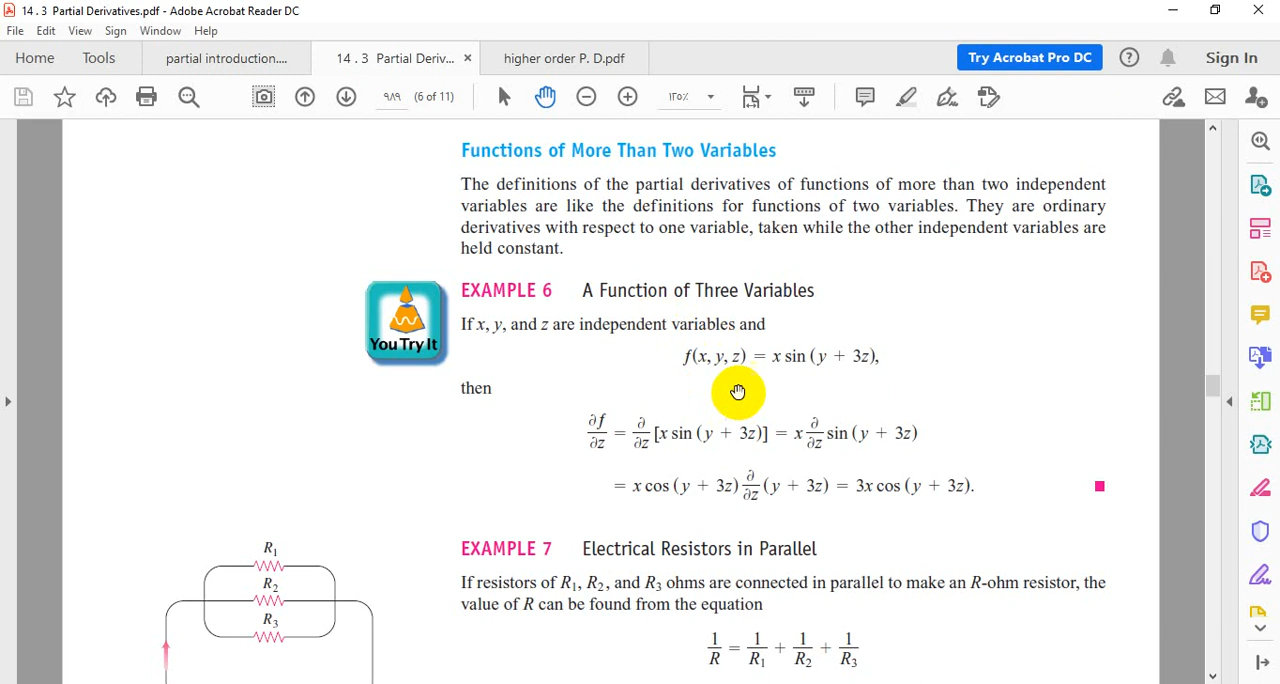 14 . 3 Partial Derivatives.pdf - Adobe Acrobat Reader DC
File Edit View Sign Window Help
Home Tools partial introduction.... 14 . 3 Partial Deriv... × higher order P. D.pdf Try Acrobat Pro DC Sign In
٩/٨٩ (6 of 11) ١٢٥٪
Functions of More Than Two Variables
The definitions of the partial derivatives of functions of more than two independent
variables are like the definitions for functions of two variables. They are ordinary
derivatives with respect to one variable, taken while the other independent variables are
held constant.
EXAMPLE 6 A Function of Three Variables
You Try It
If x, y, and z are independent variables and
f(x, y, z) = x sin (y + 3z),
then
∂f/∂z = ∂/∂z [x sin (y + 3z)] = x ∂/∂z sin (y + 3z)
= x cos (y + 3z) ∂/∂z (y + 3z) = 3x cos (y + 3z).
EXAMPLE 7 Electrical Resistors in Parallel
If resistors of R₁, R₂, and R₃ ohms are connected in parallel to make an R-ohm resistor, the
value of R can be found from the equation
1/R = 1/R₁ + 1/R₂ + 1/R₃
R₁
R₂
R₃